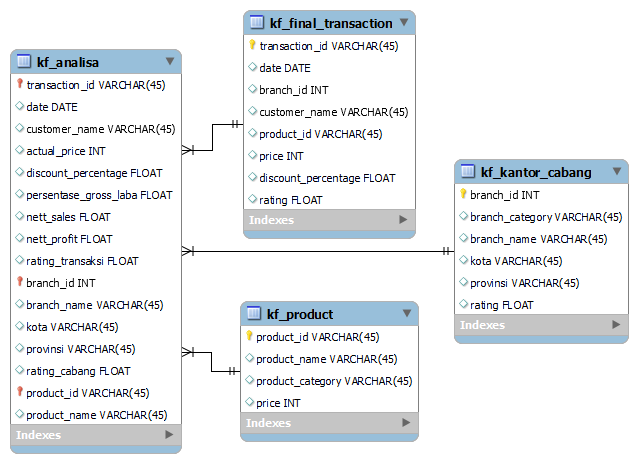 kf_analisa
transaction_id VARCHAR(45)
date DATE
customer_name VARCHAR(45)
actual_price INT
discount_percentage FLOAT
persentase_gross_laba FLOAT
nett_sales FLOAT
nett_profit FLOAT
rating_transaksi FLOAT
branch_id INT
branch_name VARCHAR(45)
kota VARCHAR(45)
provinsi VARCHAR(45)
rating_cabang FLOAT
product_id VARCHAR(45)
product_name VARCHAR(45)
Indexes
kf_final_transaction
transaction_id VARCHAR(45)
date DATE
branch_id INT
customer_name VARCHAR(45)
product_id VARCHAR(45)
price INT
discount_percentage FLOAT
rating FLOAT
Indexes
kf_kantor_cabang
branch_id INT
branch_category VARCHAR(45)
branch_name VARCHAR(45)
kota VARCHAR(45)
provinsi VARCHAR(45)
rating FLOAT
Indexes
kf_product
product_id VARCHAR(45)
product_name VARCHAR(45)
product_category VARCHAR(45)
price INT
Indexes